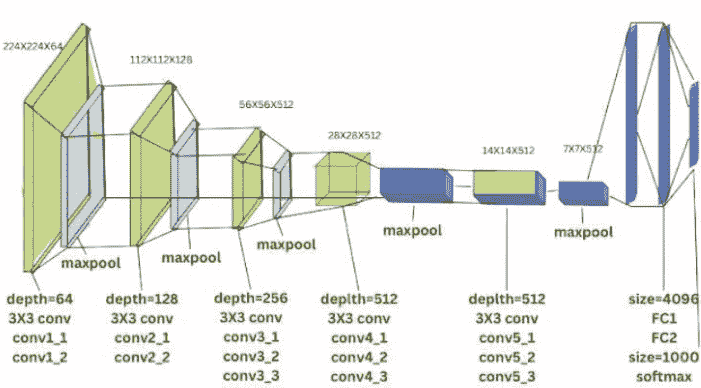 224X224X64
112X112X128
56X56X512
28X28X512
14X14X512
7X7X512
maxpool
maxpool
maxpool
maxpool
maxpool
depth=64
3X3 conv
conv1_1
conv1_2
depth=128
3X3 conv
conv2_1
conv2_2
depth=256
3X3 conv
conv3_1
conv3_2
conv3_3
deplth=512
3X3 conv
conv4_1
conv4_2
conv4_3
deplth=512
3X3 conv
conv5_1
conv5_2
conv5_3
size=4096
FC1
FC2
size=1000
softmax